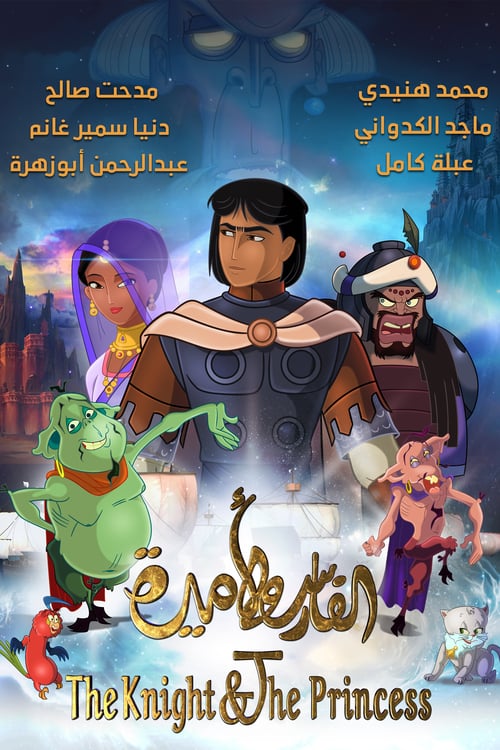 محمد هنيدي
ماجد الكدواني
عبلة كامل
مدحت صالح
دنيا سمير غانم
عبدالرحمن أبوزهرة
الفارس والأميرة
The Knight & The Princess